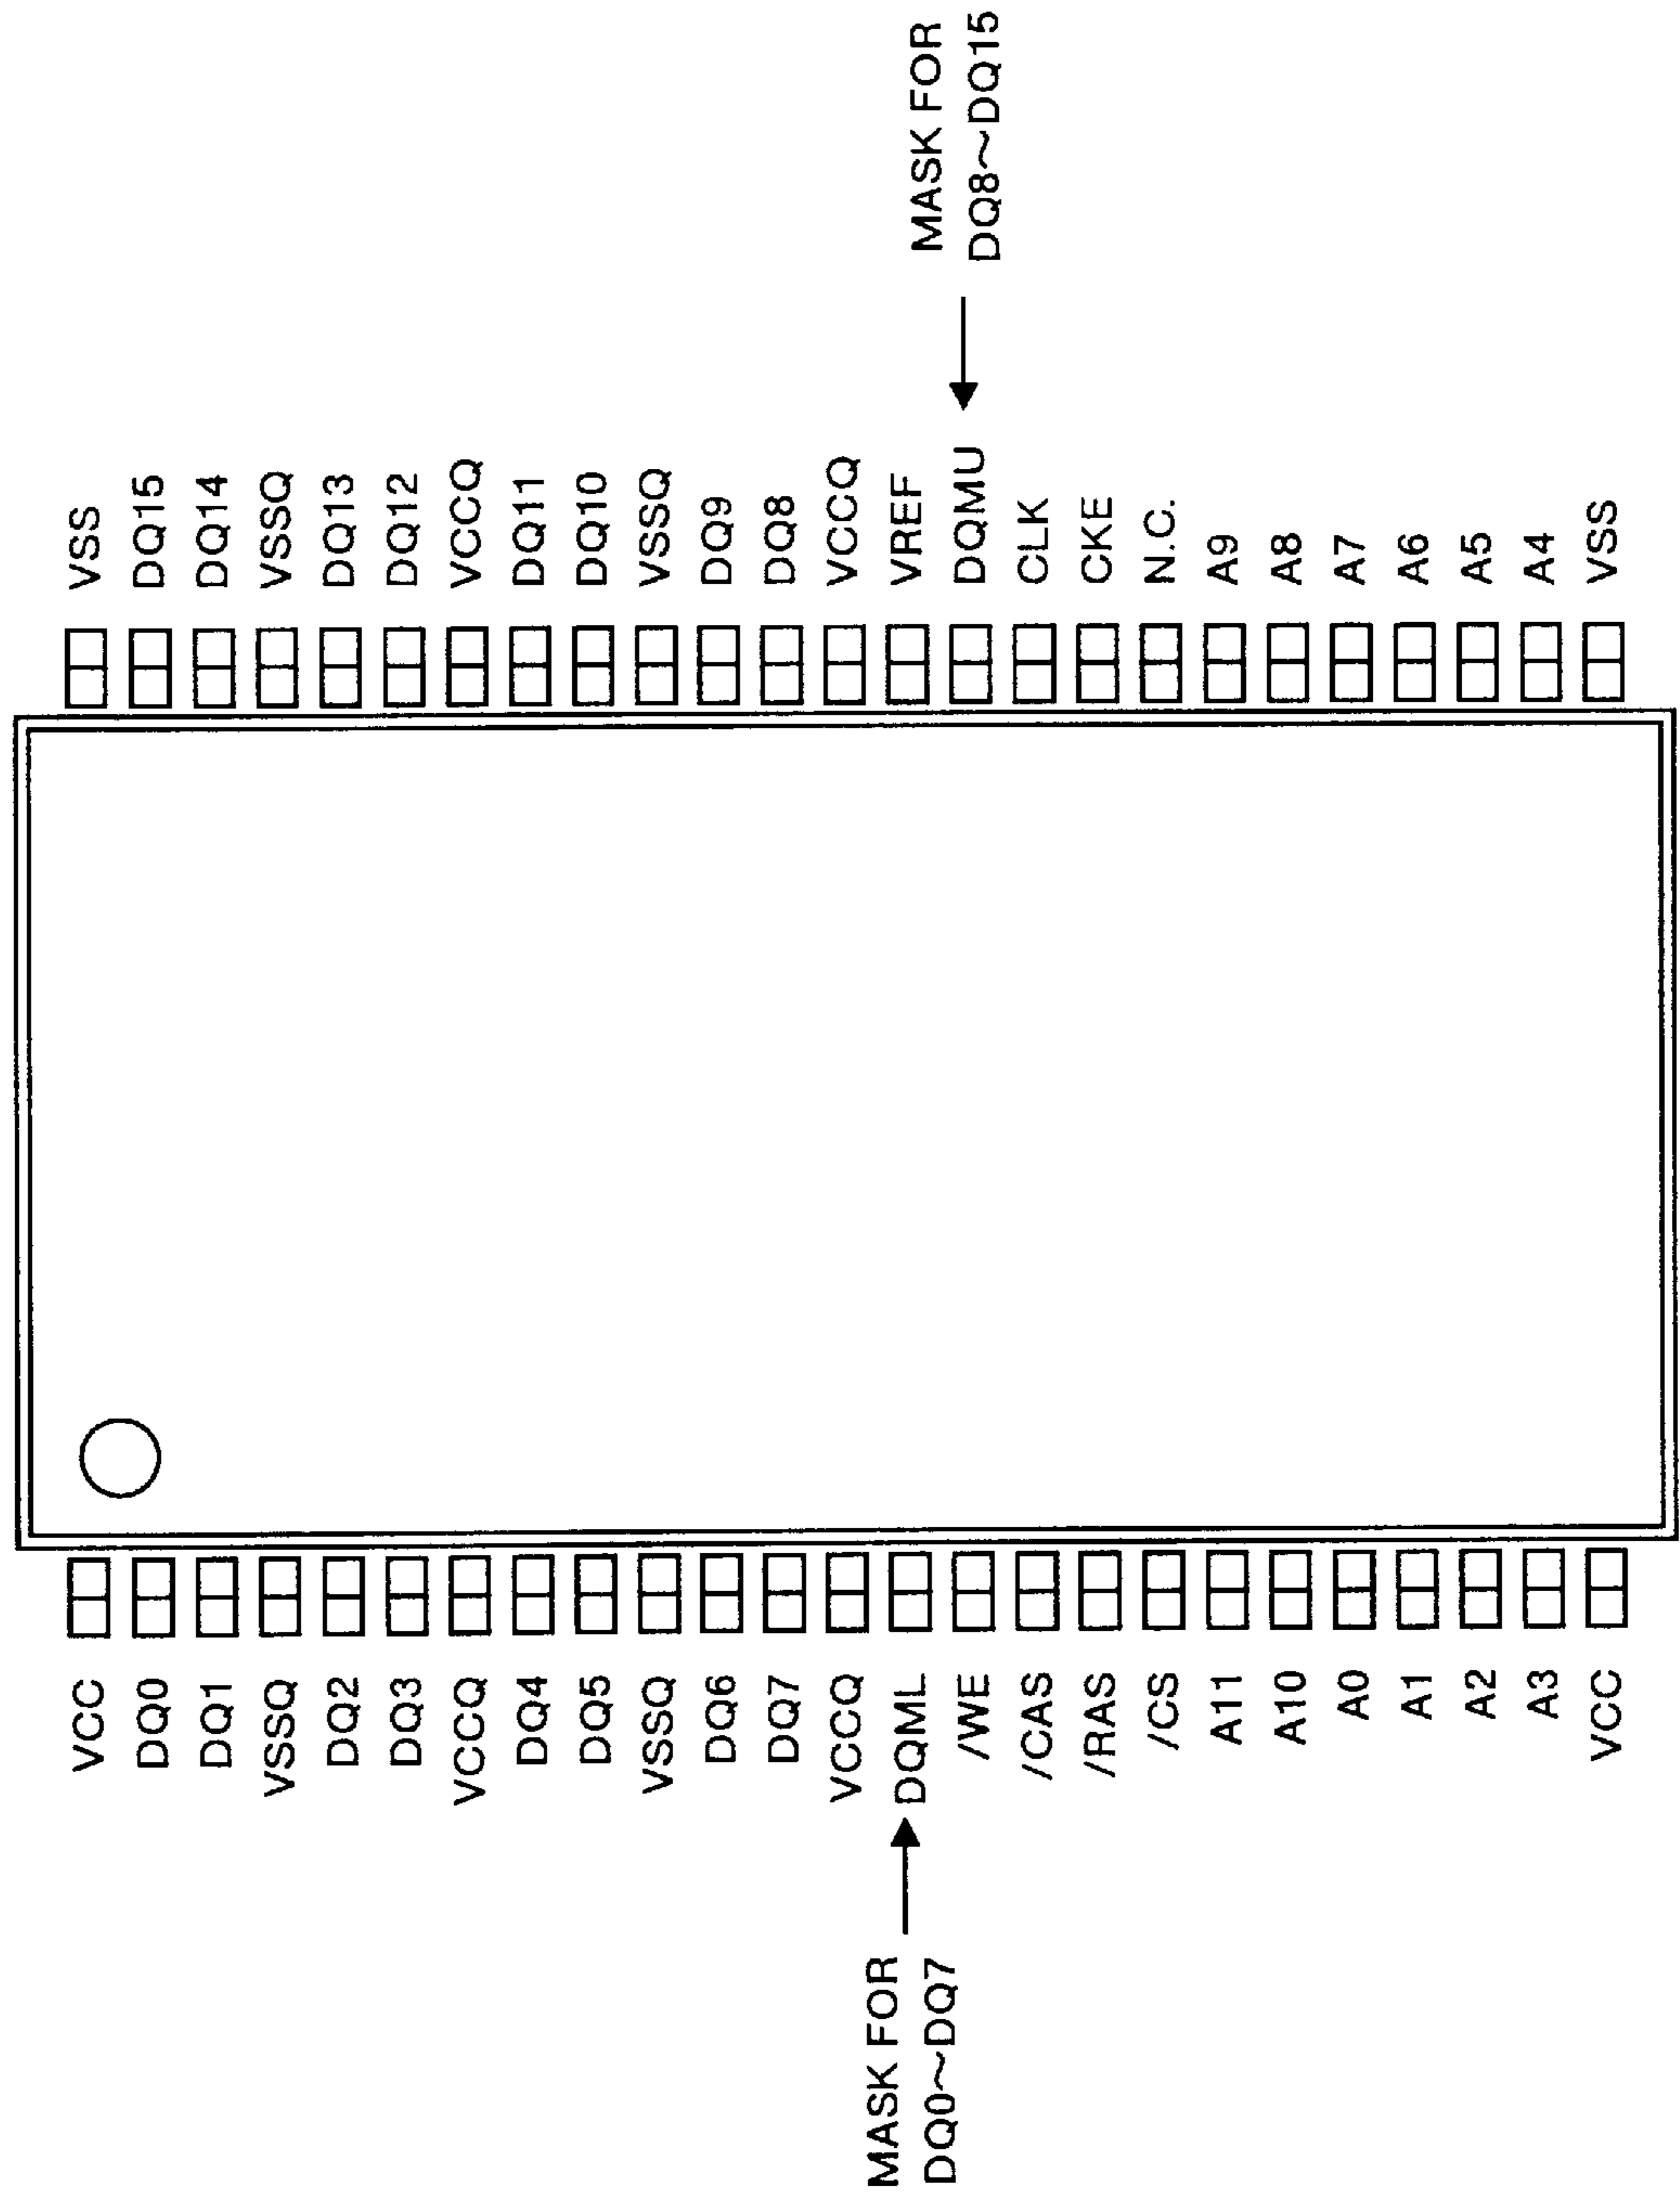 VCC
DQ0
DQ1
VSSQ
DQ2
DQ3
VCCQ
DQ4
DQ5
VSSQ
DQ6
DQ7
VCCQ
DQML
/WE
/CAS
/RAS
/CS
A11
A10
A0
A1
A2
A3
VCC
MASK FOR
DQ0~DQ7
VSS
DQ15
DQ14
VSSQ
DQ13
DQ12
VCCQ
DQ11
DQ10
VSSQ
DQ9
DQ8
VCCQ
VREF
DQMU
CLK
CKE
N.C.
A9
A8
A7
A6
A5
A4
VSS
MASK FOR
DQ8~DQ15